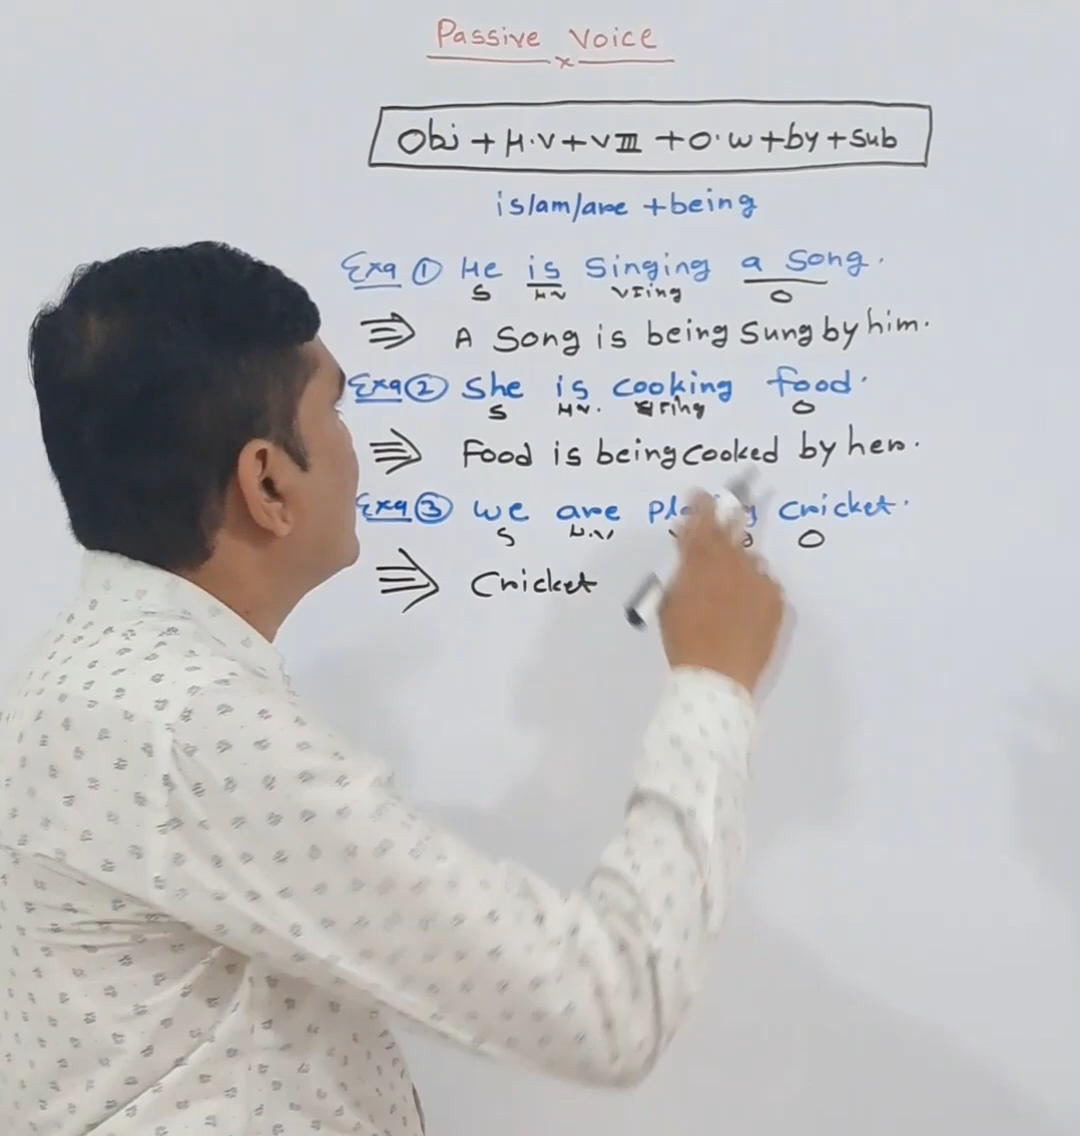 Passive Voice
x
Obj + H.V + V III + O.W + by + Sub
is/am/are + being
Exa ① He is Singing a Song.
S H.V VIing O
⇒ A Song is being Sung by him.
Exa ② She is cooking food.
S H.V. VIing O
⇒ Food is being cooked by her.
Exa ③ We are cricket.
S H.V O
⇒ Cricket